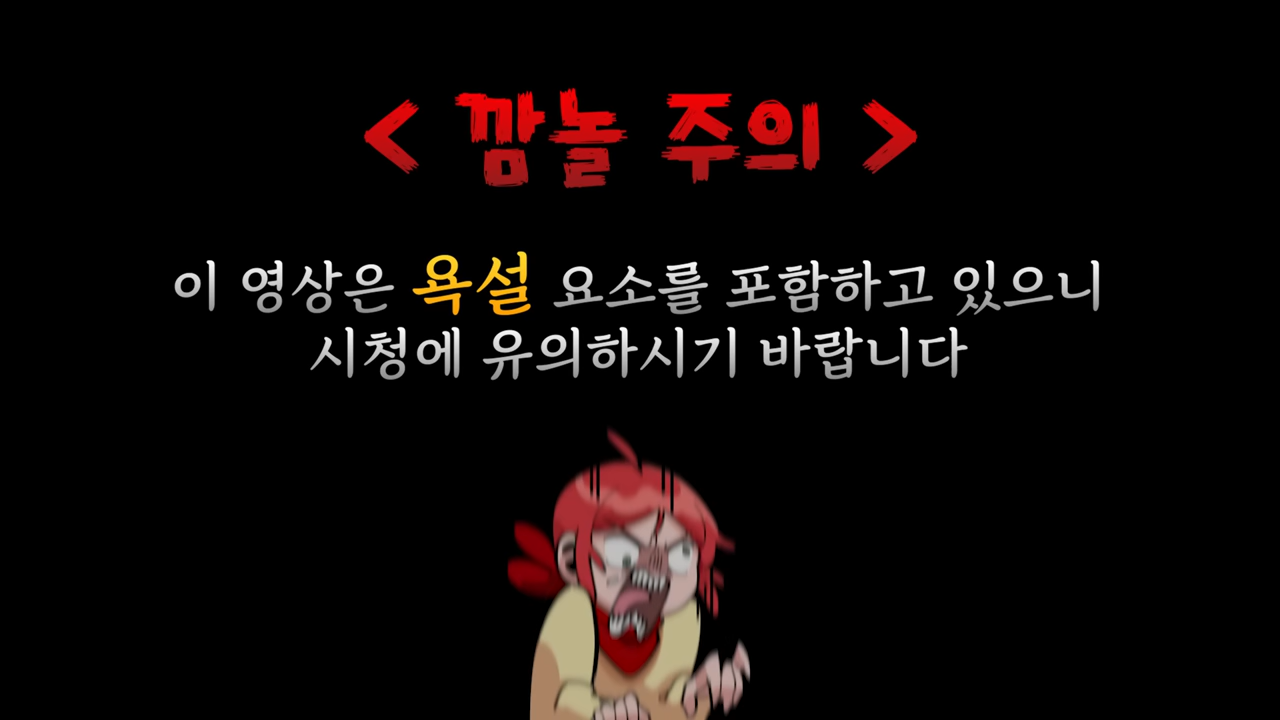 < 깜놀 주의 >
이 영상은 욕설 요소를 포함하고 있으니
시청에 유의하시기 바랍니다